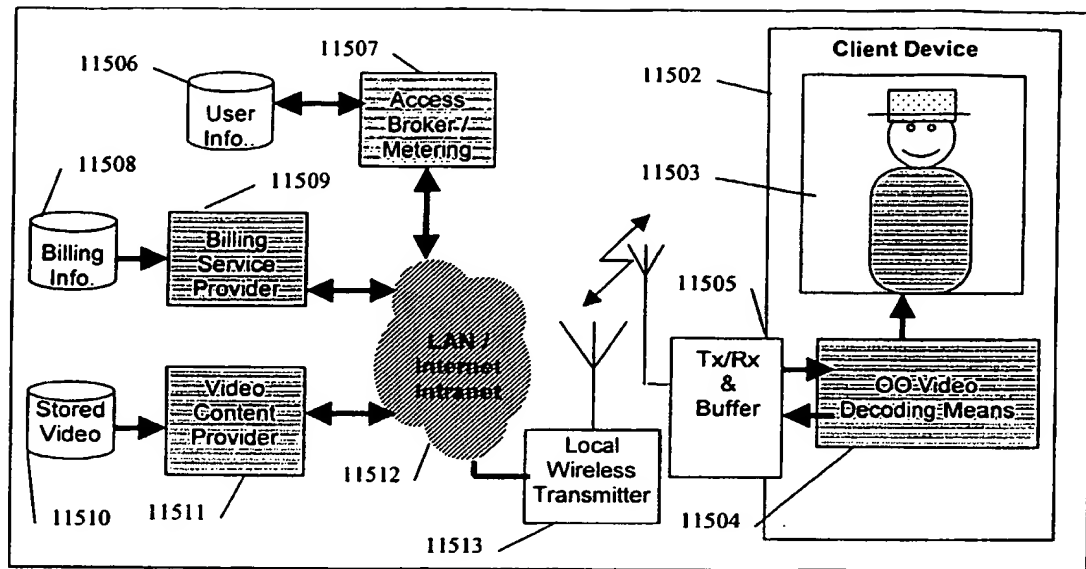 11507
Client Device
11506
11502
User
Info..
Access
Broker /
Metering
11508
11509
11503
Billing
Info.
Billing
Service
Provider
11505
LAN /
Internet
Intranet
Tx/Rx
&
Buffer
OO Video
Decoding Means
Stored
Video
Video
Content
Provider
Local
Wireless
Transmitter
11512
11510
11511
11504
11513